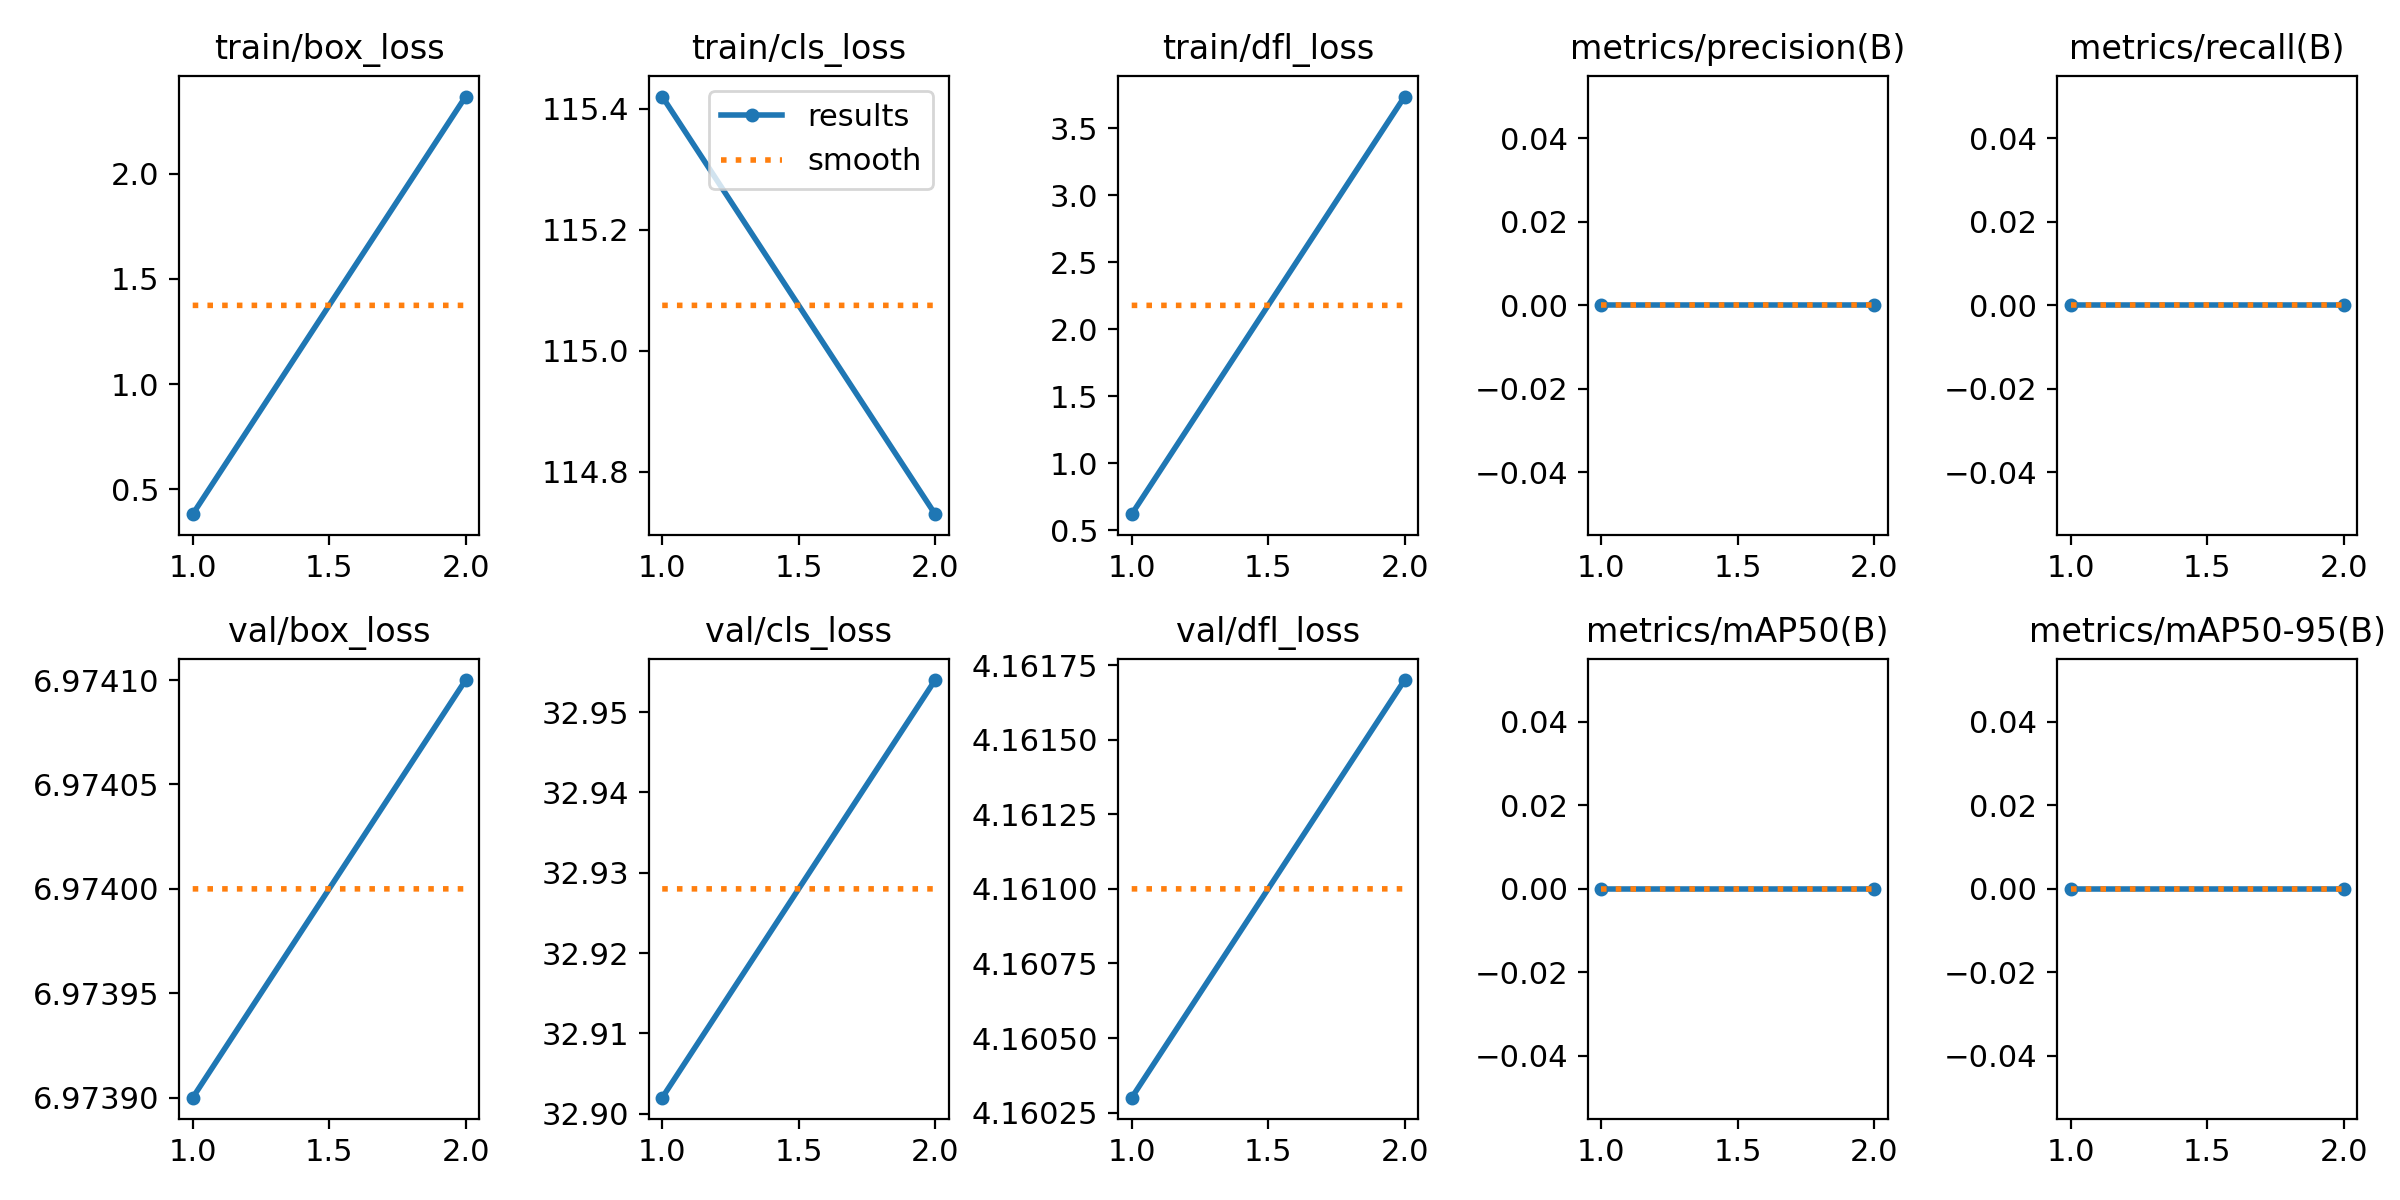 train/box_loss
train/cls_loss
train/dfl_loss
metrics/precision(B)
metrics/recall(B)
2.0
1.5
1.0
0.5
1.0 1.5 2.0
115.4
115.2
115.0
114.8
results
smooth
1.0 1.5 2.0
3.5
3.0
2.5
2.0
1.5
1.0
0.5
1.0 1.5 2.0
0.04
0.02
0.00
−0.02
−0.04
1.0 1.5 2.0
0.04
0.02
0.00
−0.02
−0.04
1.0 1.5 2.0
val/box_loss
val/cls_loss
val/dfl_loss
metrics/mAP50(B)
metrics/mAP50-95(B)
6.97410
6.97405
6.97400
6.97395
6.97390
1.0 1.5 2.0
32.95
32.94
32.93
32.92
32.91
32.90
1.0 1.5 2.0
4.16175
4.16150
4.16125
4.16100
4.16075
4.16050
4.16025
1.0 1.5 2.0
0.04
0.02
0.00
−0.02
−0.04
1.0 1.5 2.0
0.04
0.02
0.00
−0.02
−0.04
1.0 1.5 2.0